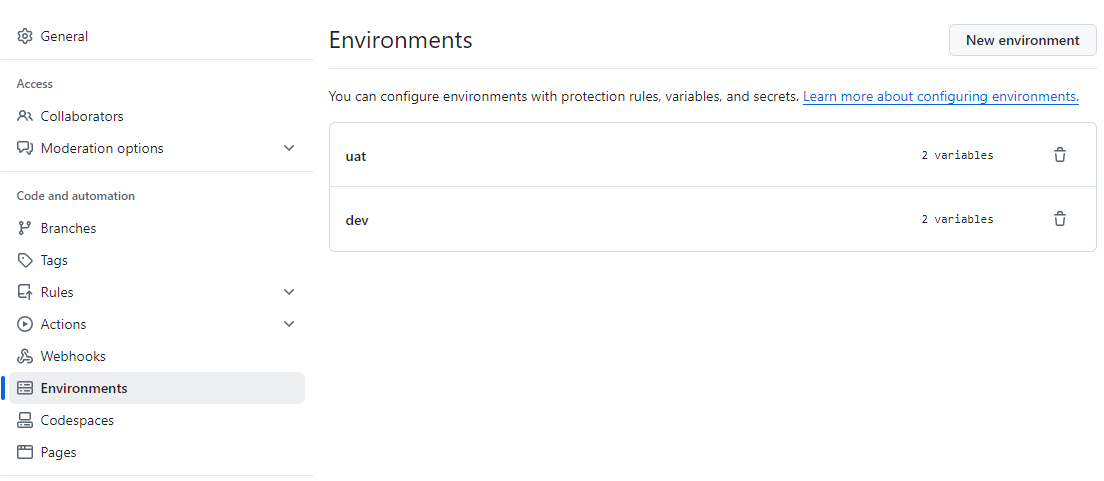 General
Access
Collaborators
Moderation options
Code and automation
Branches
Tags
Rules
Actions
Webhooks
Environments
Codespaces
Pages
Environments
New environment
You can configure environments with protection rules, variables, and secrets. Learn more about configuring environments.
uat 2 variables
dev 2 variables